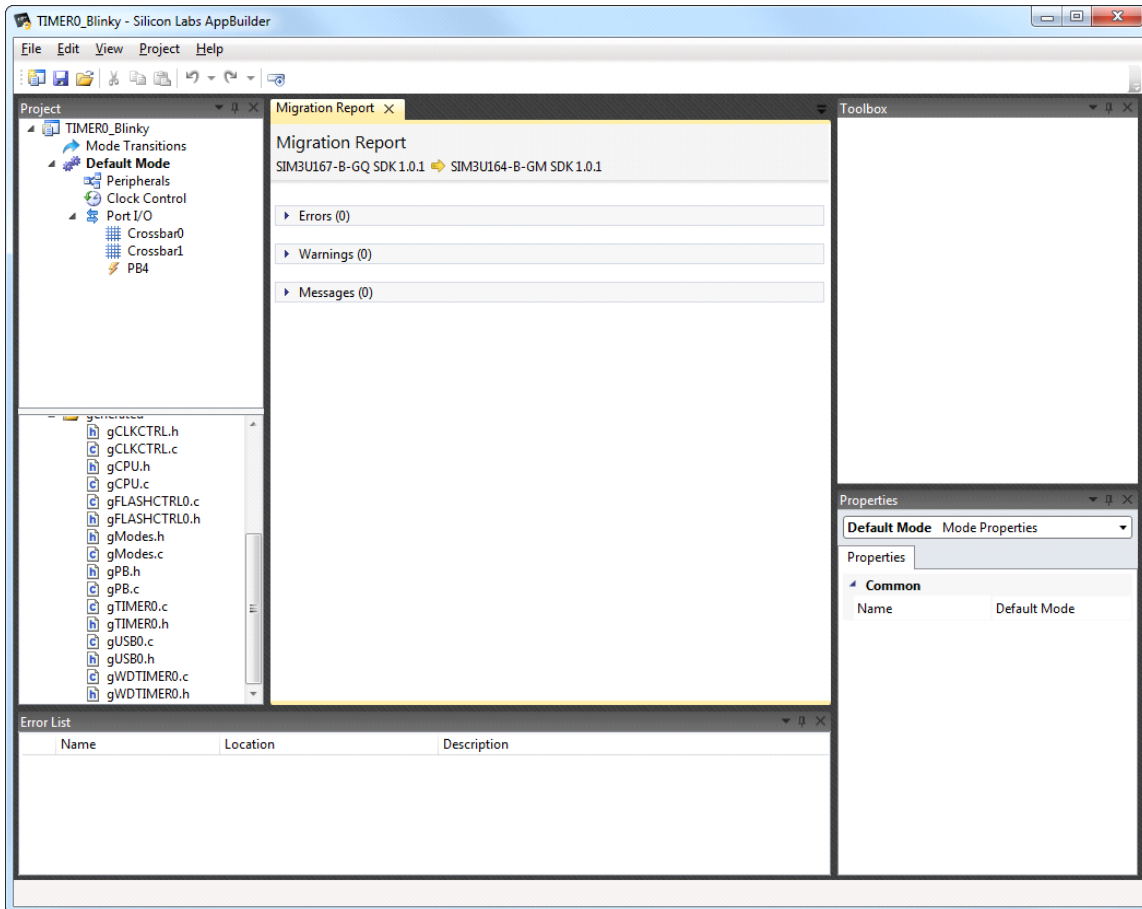 TIMER0_Blinky - Silicon Labs AppBuilder
File Edit View Project Help
Project
TIMER0_Blinky
Mode Transitions
Default Mode
Peripherals
Clock Control
Port I/O
Crossbar0
Crossbar1
PB4
generated
gCLKCTRL.h
gCLKCTRL.c
gCPU.h
gCPU.c
gFLASHCTRL0.c
gFLASHCTRL0.h
gModes.h
gModes.c
gPB.h
gPB.c
gTIMER0.c
gTIMER0.h
gUSB0.c
gUSB0.h
gWDTIMER0.c
gWDTIMER0.h
Migration Report
Migration Report
SIM3U167-B-GQ SDK 1.0.1 SIM3U164-B-GM SDK 1.0.1
Errors (0)
Warnings (0)
Messages (0)
Toolbox
Properties
Default Mode Mode Properties
Properties
Common
Name Default Mode
Error List
Name Location Description